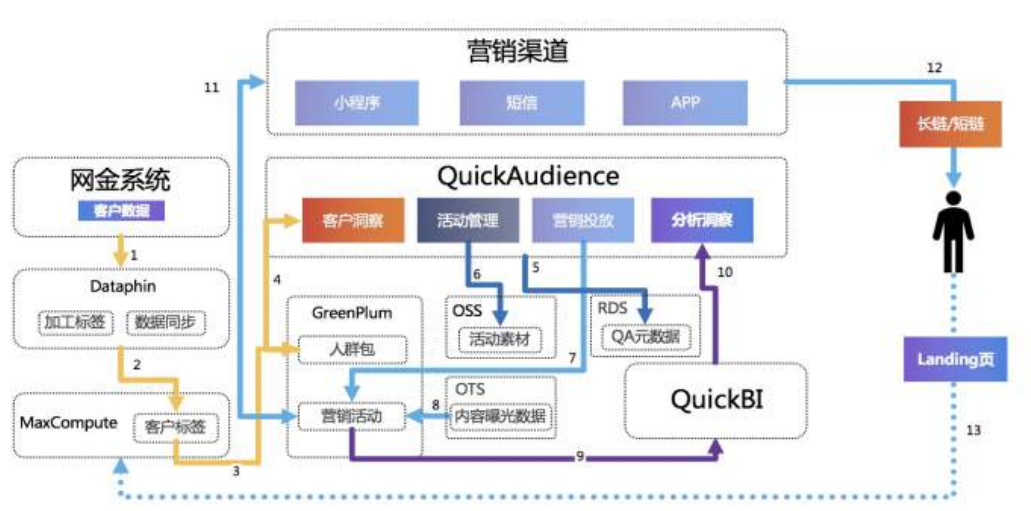 营销渠道
小程序
短信
APP
11
12
长链/短链
网金系统
客户数据
QuickAudience
客户洞察
活动管理
营销投放
分析洞察
1
4
6
5
10
Dataphin
加工标签
数据同步
GreenPlum
人群包
OSS
活动素材
RDS
QA元数据
2
7
Landing页
MaxCompute
客户标签
营销活动
8
OTS
内容曝光数据
QuickBI
3
9
13